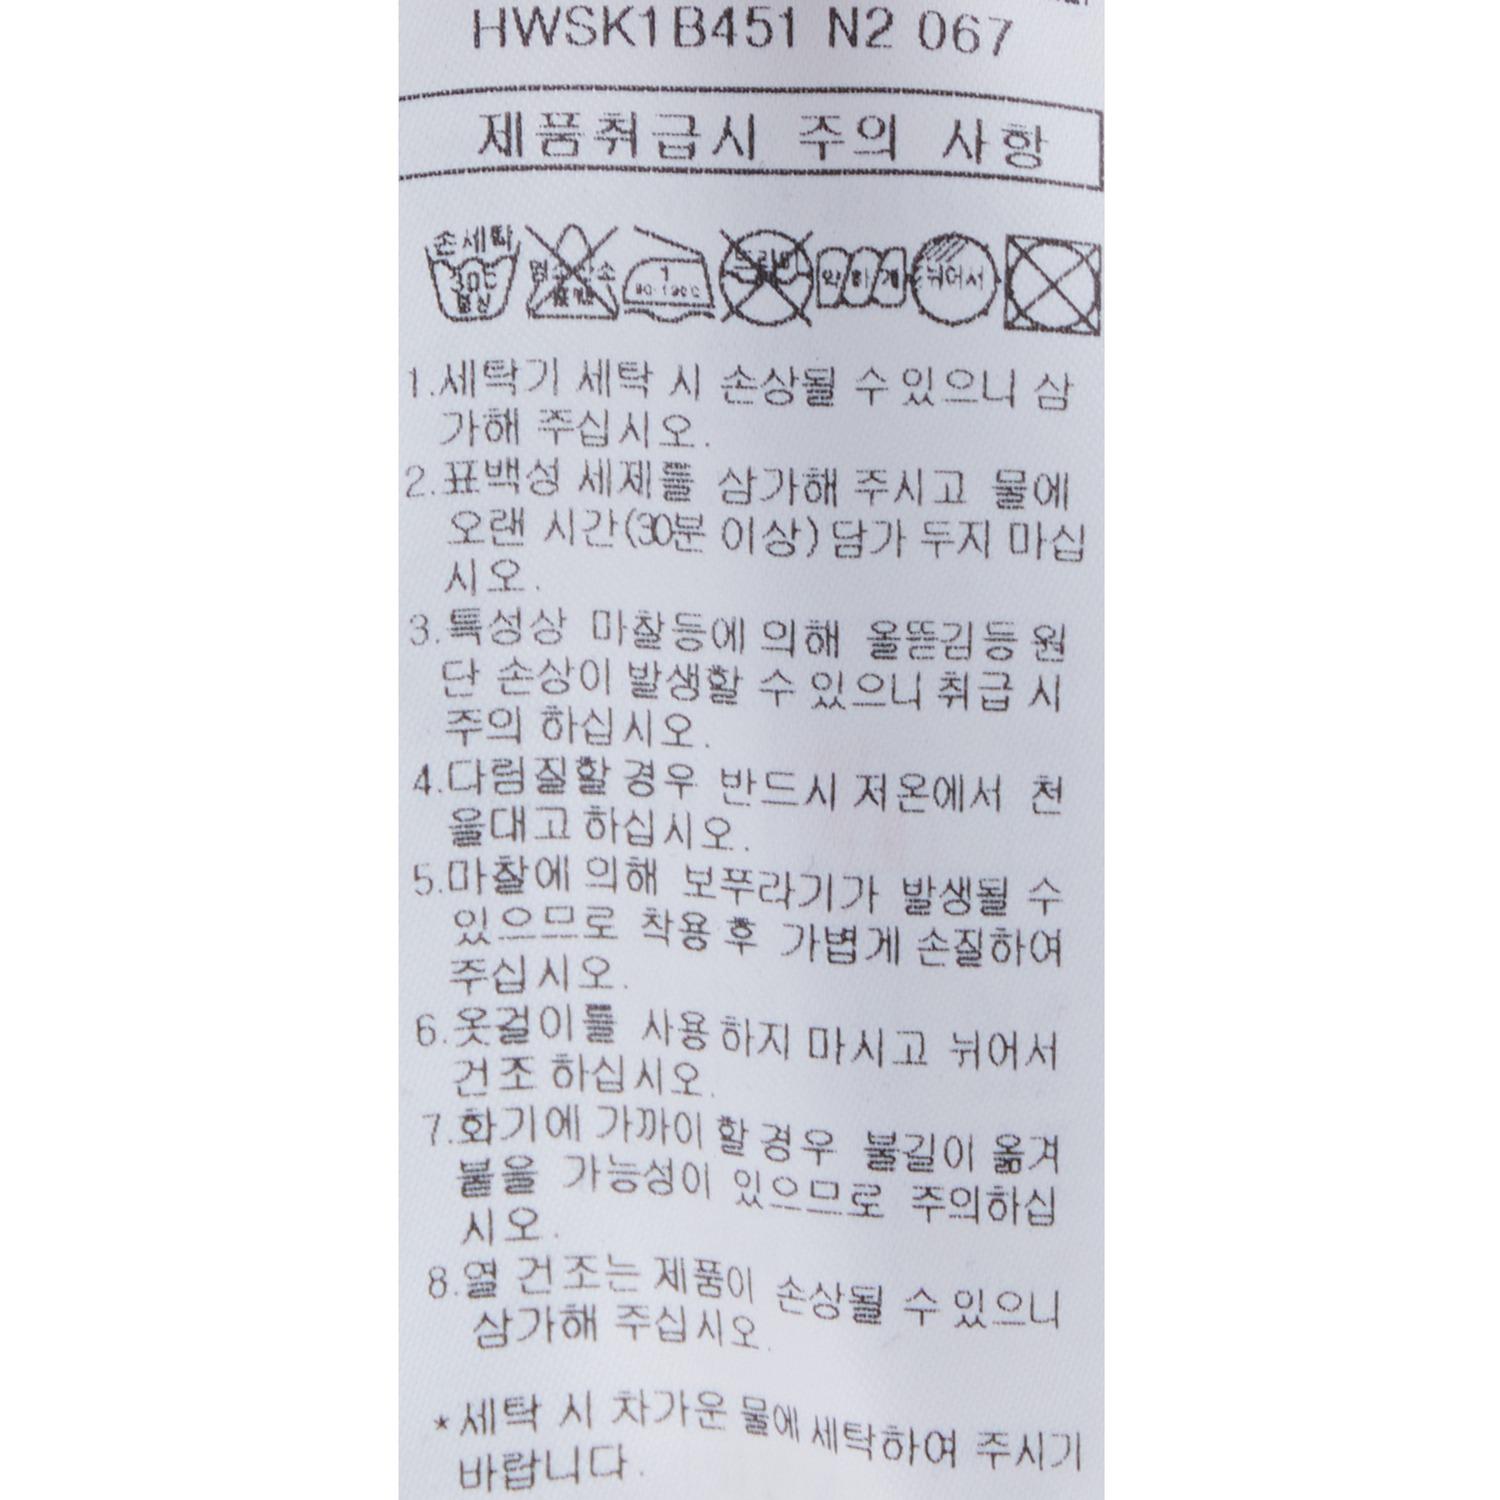 HWSK1B451 N2 067
제품취급시 주의 사항
손세탁
30℃
중성
염소산소
표백
1
80-120℃
드라이
약하게
뉘어서
1.세탁기 세탁 시 손상될 수 있으니 삼
가해 주십시오.
2.표백성 세제를 삼가해 주시고 물에
오랜 시간(30분 이상)담가 두지 마십
시오.
3.특성상 마찰등에 의해 올뜯김등 원
단 손상이 발생할 수 있으니 취급 시
주의 하십시오.
4.다림질할 경우 반드시 저온에서 천
을대고 하십시오.
5.마찰에 의해 보푸라기가 발생될 수
있으므로 착용후 가볍게 손질하여
주십시오.
6.옷걸이를 사용하지 마시고 뉘어서
건조 하십시오.
7.화기에 가까이할 경우 불길이 옮겨
붙을 가능성이 있으므로 주의하십
시오.
8.열 건조는 제품이 손상될 수 있으니
삼가해 주십시오.
*세탁 시 차가운 물에 세탁하여 주시기
바랍니다.